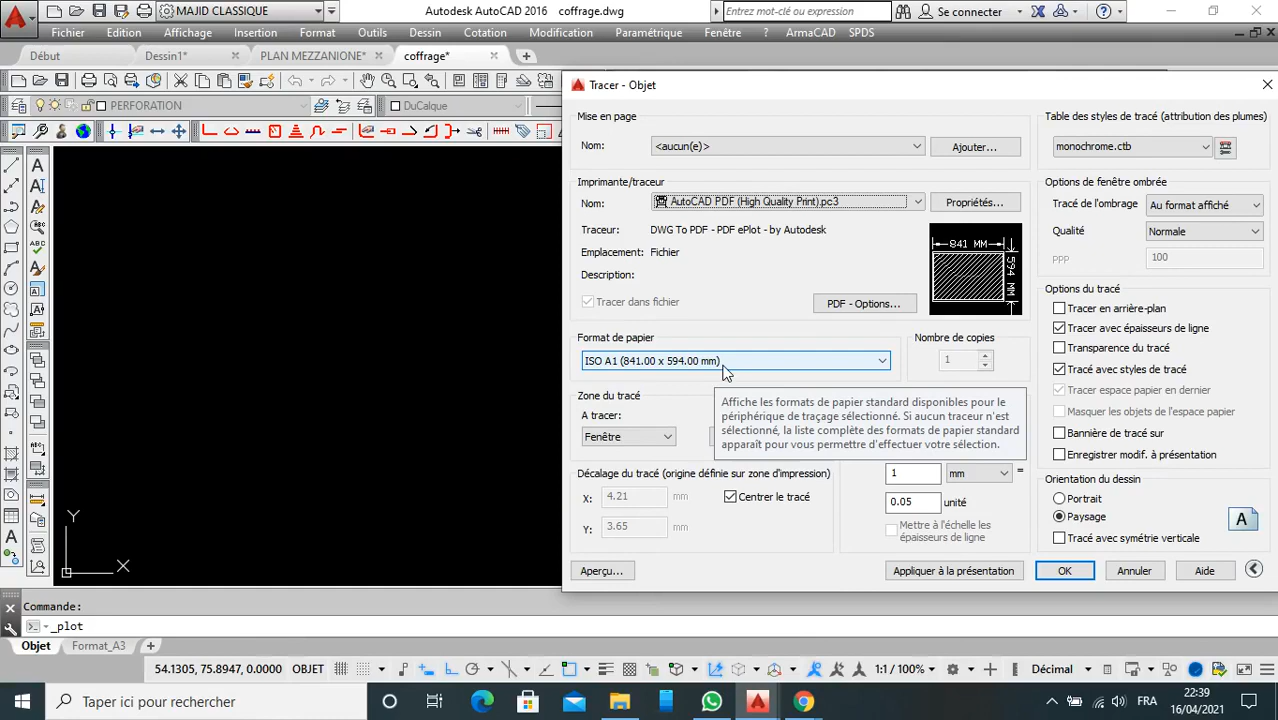 MAJID CLASSIQUE
Autodesk AutoCAD 2016 coffrage.dwg
Entrez mot-clé ou expression
Se connecter
Fichier Edition Affichage Insertion Format Outils Dessin Cotation Modification Paramétrique Fenêtre ? ArmaCAD SPDS
Début Dessin1* PLAN MEZZANINE* coffrage*
PERFORATION DuCalque
Tracer - Objet
Mise en page
Nom: <aucun(e)> Ajouter...
Imprimante/traceur
Nom: AutoCAD PDF (High Quality Print).pc3 Propriétés...
Traceur: DWG To PDF - PDF ePlot - by Autodesk
Emplacement: Fichier
Description:
Tracer dans fichier PDF - Options...
841 MM
594 MM
Format de papier
ISO A1 (841.00 x 594.00 mm)
Nombre de copies
1
Affiche les formats de papier standard disponibles pour le
périphérique de traçage sélectionné. Si aucun traceur n'est
sélectionné, la liste complète des formats de papier standard
apparaît pour vous permettre d'effectuer votre sélection.
Zone du tracé
A tracer:
Fenêtre
Décalage du tracé (origine définie sur zone d'impression)
X: 4.21 mm Centrer le tracé
Y: 3.65 mm
1 mm =
0.05 unité
Mettre à l'échelle les
épaisseurs de ligne
Aperçu... Appliquer à la présentation OK Annuler Aide
Table des styles de tracé (attribution des plumes)
monochrome.ctb
Options de fenêtre ombrée
Tracé de l'ombrage Au format affiché
Qualité Normale
PPP 100
Options du tracé
Tracer en arrière-plan
Tracer avec épaisseurs de ligne
Transparence du tracé
Tracé avec styles de tracé
Tracer espace papier en dernier
Masquer les objets de l'espace papier
Bannière de tracé sur
Enregistrer modif. à présentation
Orientation du dessin
Portrait
Paysage
Tracé avec symétrie verticale
A
Y
X
Commande:
_plot
Objet Format_A3 +
54.1305, 75.8947, 0.0000 OBJET 1:1 / 100% Décimal
Taper ici pour rechercher
FRA
22:39
16/04/2021